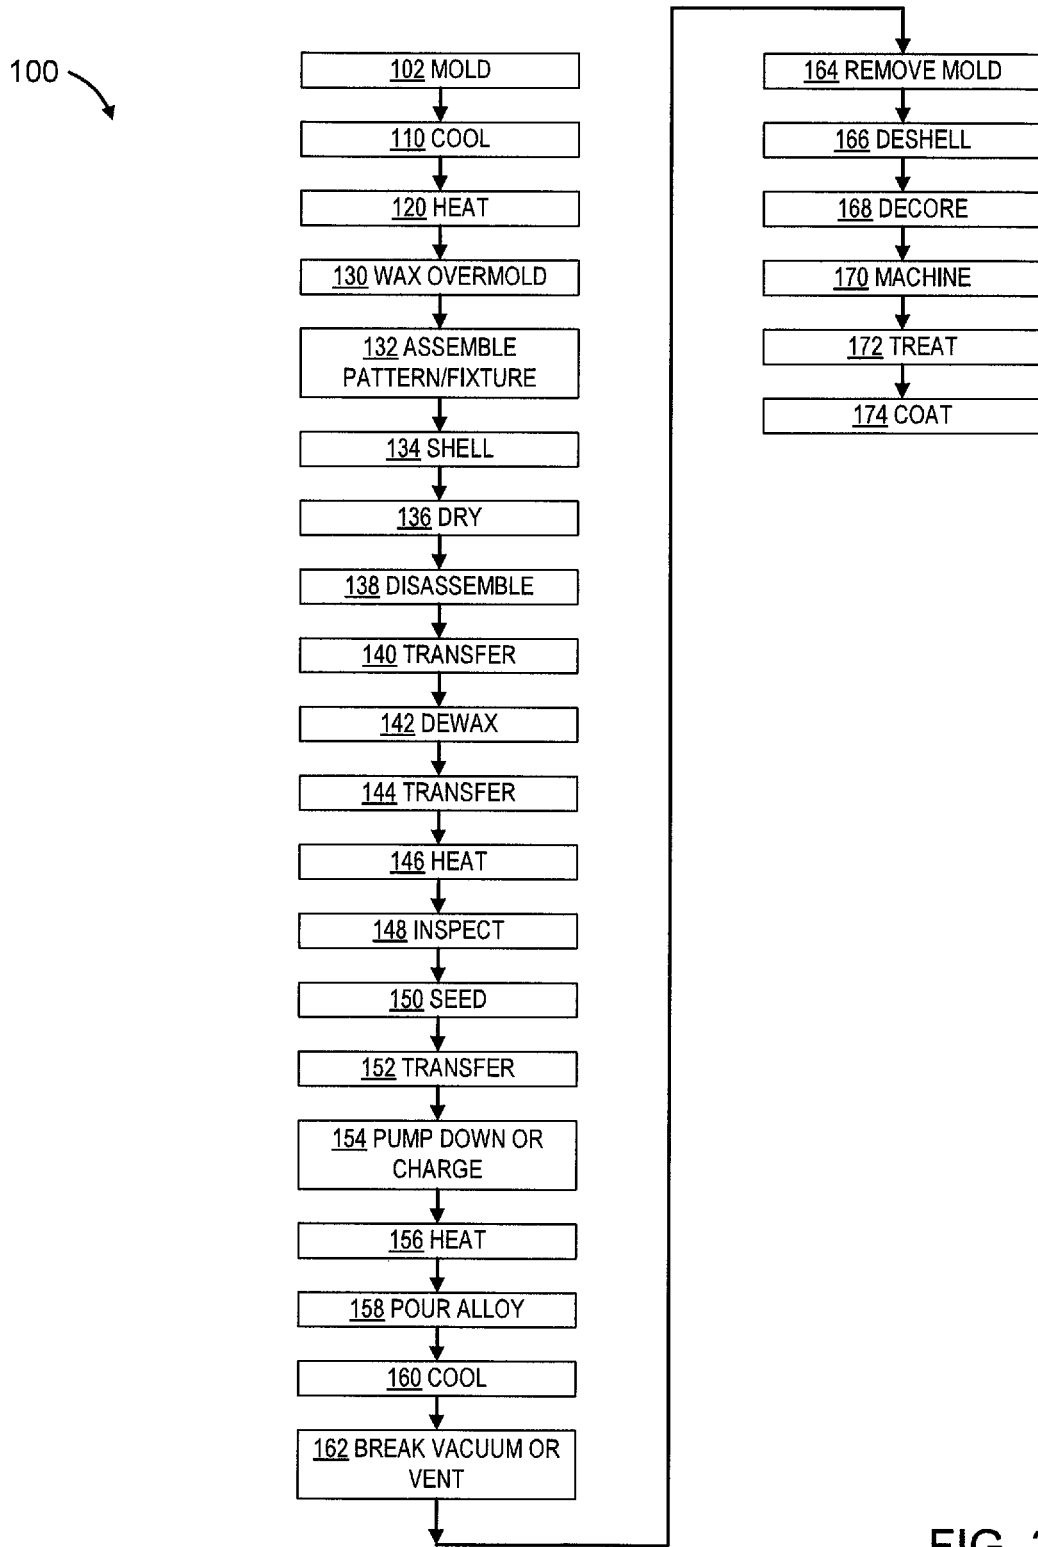 100
102 MOLD
110 COOL
120 HEAT
130 WAX OVERMOLD
132 ASSEMBLE
PATTERN/FIXTURE
134 SHELL
136 DRY
138 DISASSEMBLE
140 TRANSFER
142 DEWAX
144 TRANSFER
146 HEAT
148 INSPECT
150 SEED
152 TRANSFER
154 PUMP DOWN OR
CHARGE
156 HEAT
158 POUR ALLOY
160 COOL
162 BREAK VACUUM OR
VENT
164 REMOVE MOLD
166 DESHELL
168 DECORE
170 MACHINE
172 TREAT
174 COAT
FIG.